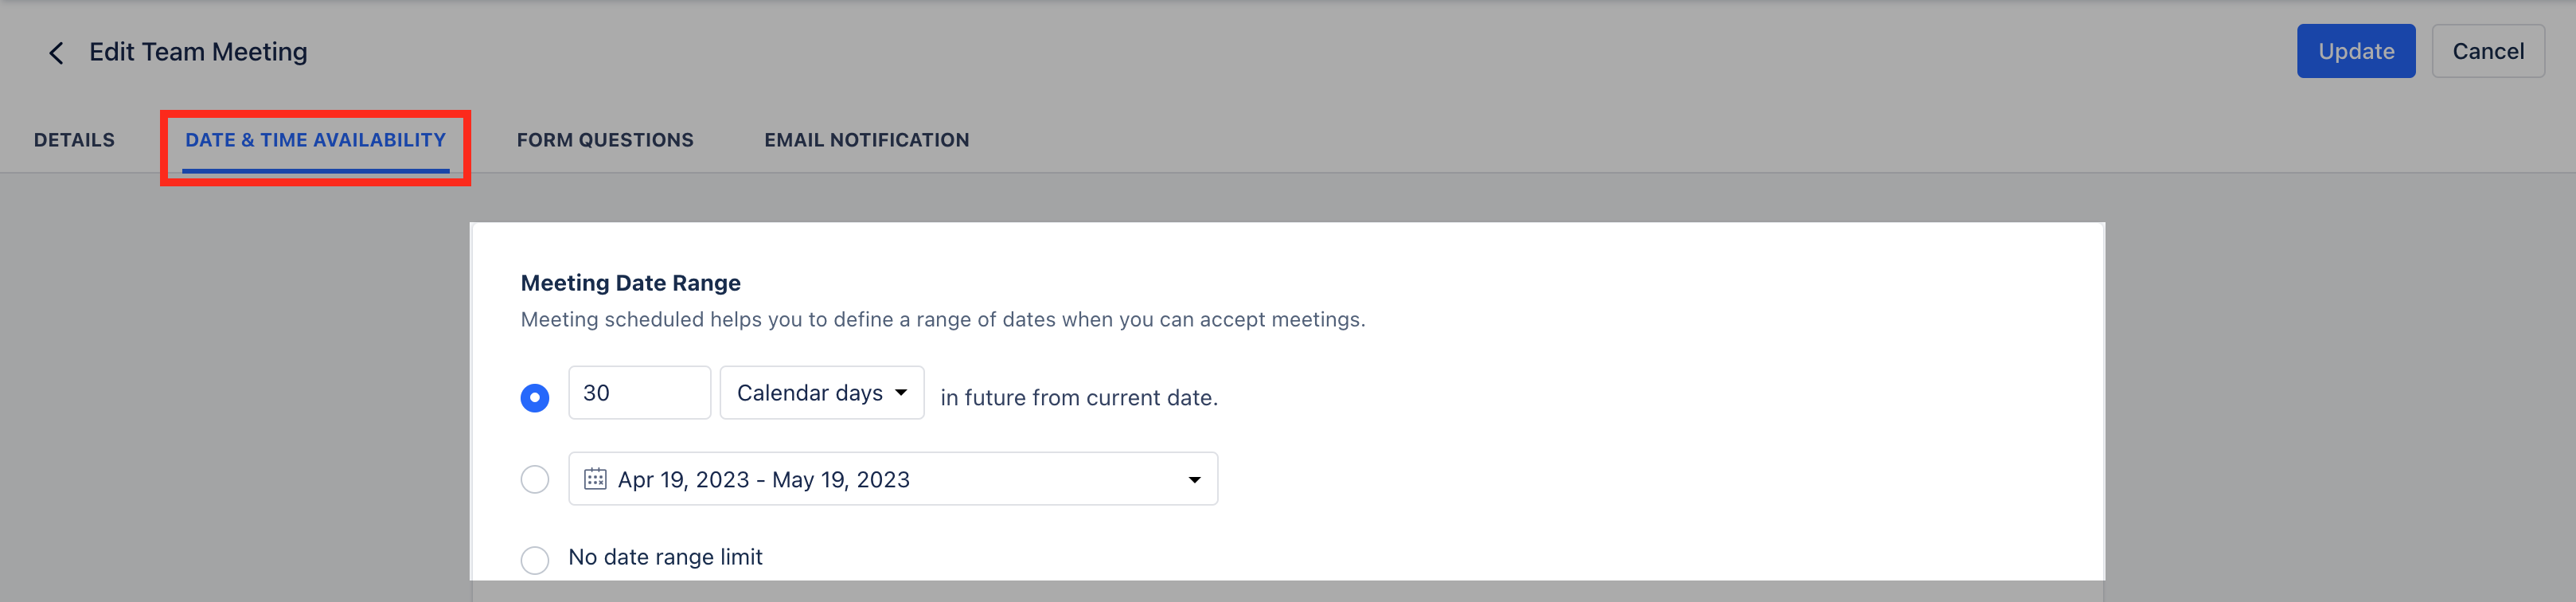 Edit Team Meeting
Update
Cancel
DETAILS
DATE & TIME AVAILABILITY
FORM QUESTIONS
EMAIL NOTIFICATION
Meeting Date Range
Meeting scheduled helps you to define a range of dates when you can accept meetings.
30 Calendar days in future from current date.
Apr 19, 2023 - May 19, 2023
No date range limit